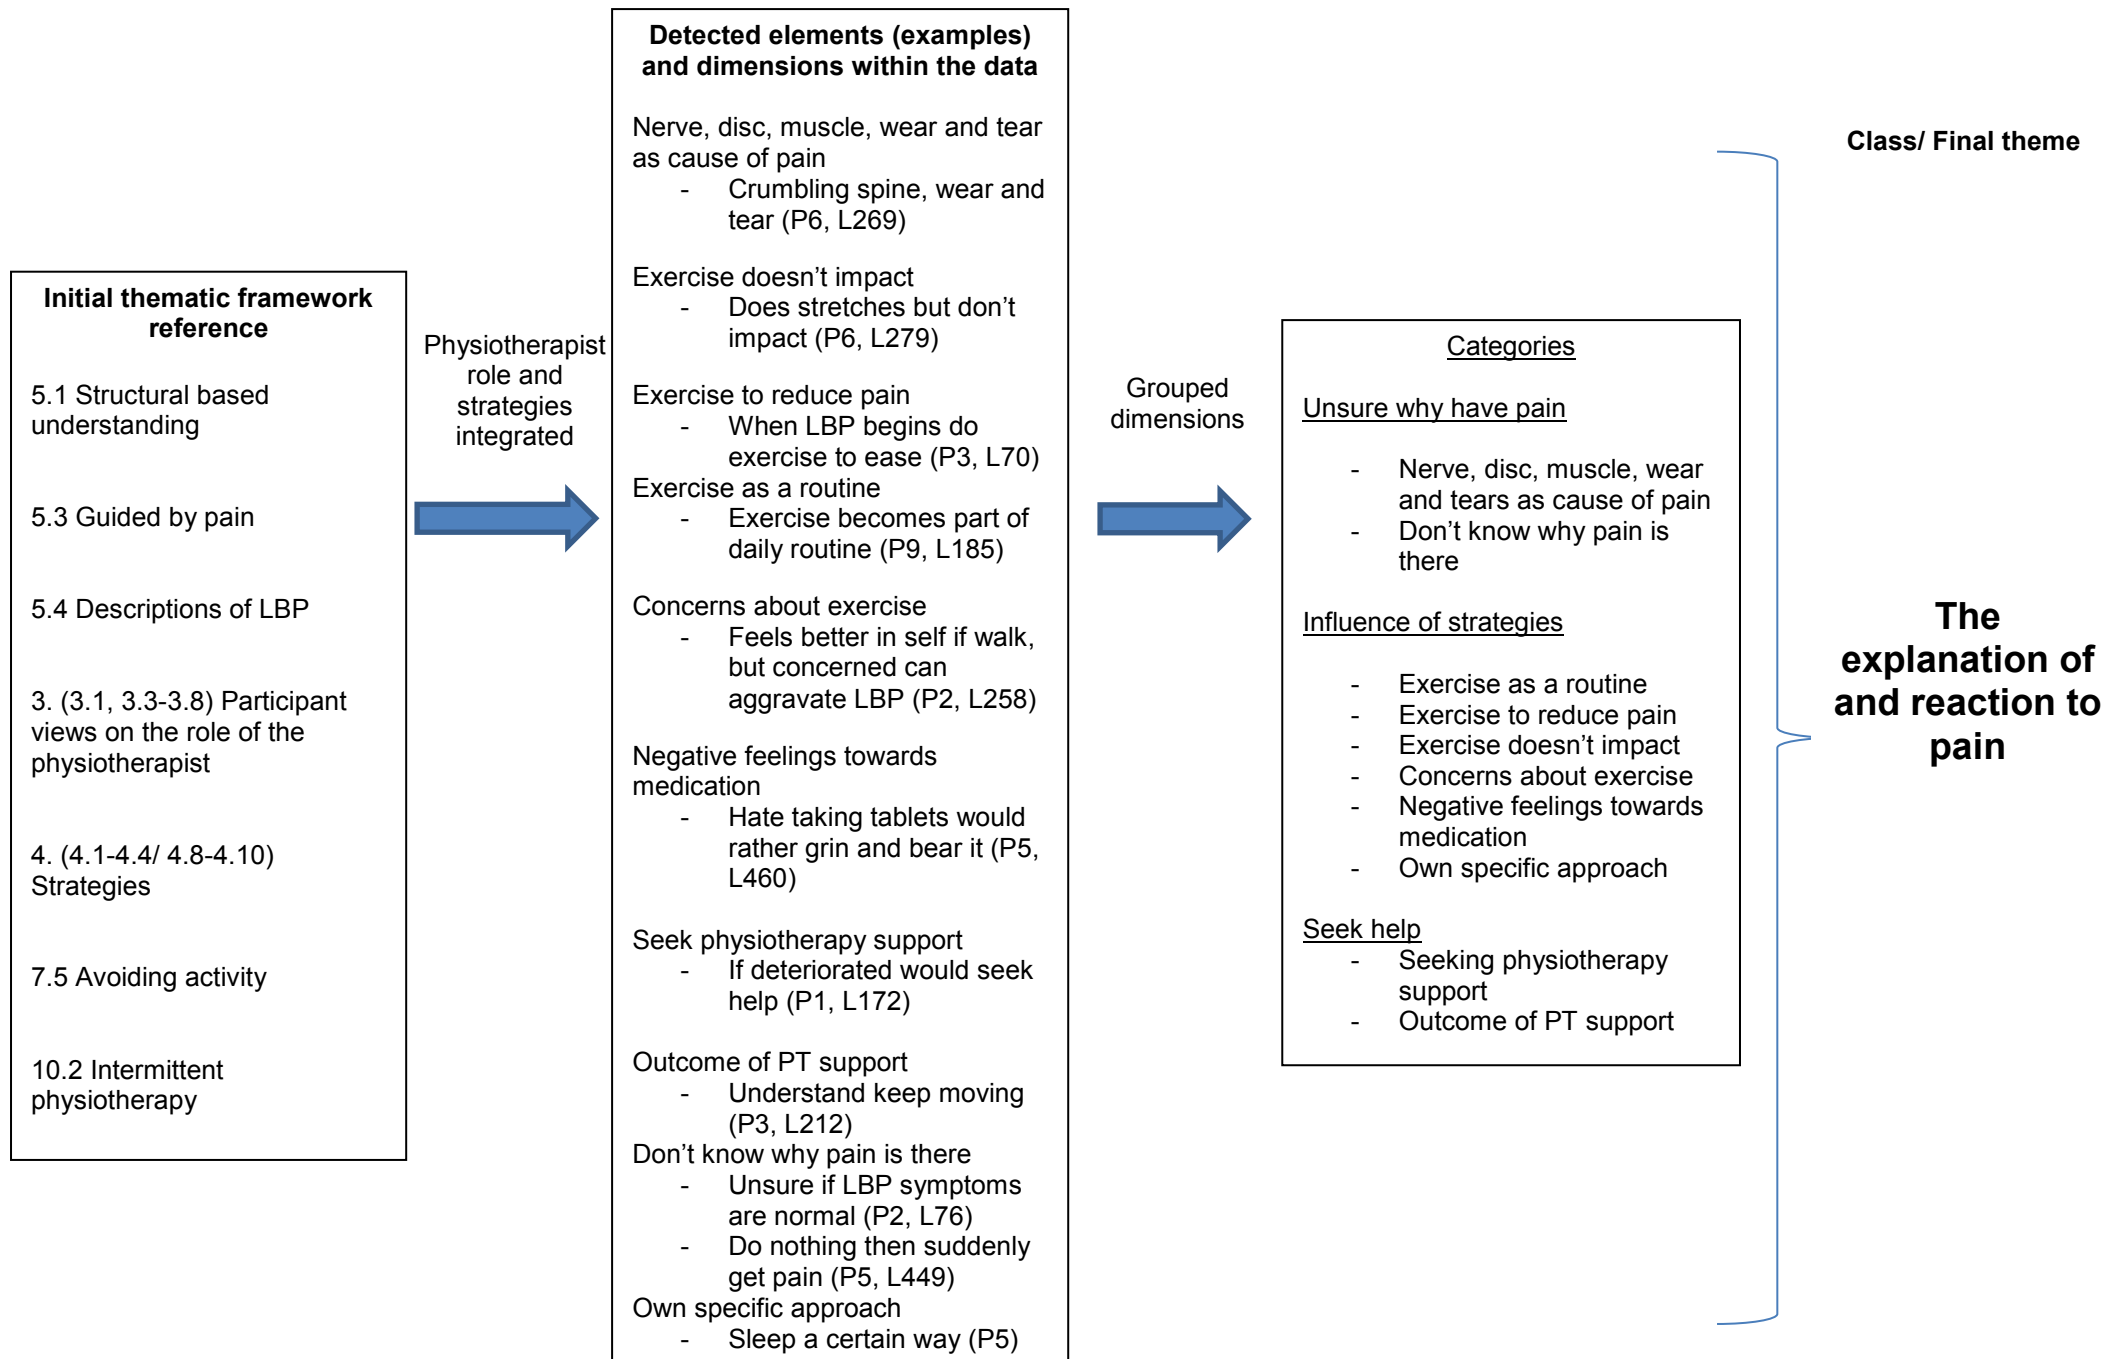 Initial thematic framework
reference
5.1 Structural based
understanding
5.3 Guided by pain
5.4 Descriptions of LBP
3. (3.1, 3.3-3.8) Participant
views on the role of the
physiotherapist
4. (4.1-4.4/ 4.8-4.10)
Strategies
7.5 Avoiding activity
10.2 Intermittent
physiotherapy
Physiotherapist
role and
strategies
integrated
Detected elements (examples)
and dimensions within the data
Nerve, disc, muscle, wear and tear
as cause of pain
- Crumbling spine, wear and
tear (P6, L269)
Exercise doesn’t impact
- Does stretches but don’t
impact (P6, L279)
Exercise to reduce pain
- When LBP begins do
exercise to ease (P3, L70)
Exercise as a routine
- Exercise becomes part of
daily routine (P9, L185)
Concerns about exercise
- Feels better in self if walk,
but concerned can
aggravate LBP (P2, L258)
Negative feelings towards
medication
- Hate taking tablets would
rather grin and bear it (P5,
L460)
Seek physiotherapy support
- If deteriorated would seek
help (P1, L172)
Outcome of PT support
- Understand keep moving
(P3, L212)
Don’t know why pain is there
- Unsure if LBP symptoms
are normal (P2, L76)
- Do nothing then suddenly
get pain (P5, L449)
Own specific approach
- Sleep a certain way (P5)
Grouped
dimensions
Categories
Unsure why have pain
- Nerve, disc, muscle, wear
and tears as cause of pain
- Don’t know why pain is
there
Influence of strategies
- Exercise as a routine
- Exercise to reduce pain
- Exercise doesn’t impact
- Concerns about exercise
- Negative feelings towards
medication
- Own specific approach
Seek help
- Seeking physiotherapy
support
- Outcome of PT support
Class/ Final theme
The
explanation of
and reaction to
pain